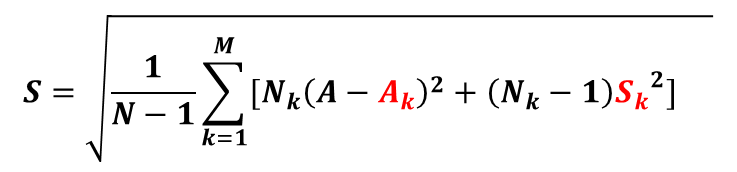 S = √(1/(N − 1) ∑_{k=1}^{M} [N_k(A − A_k)² + (N_k − 1)S_k²])